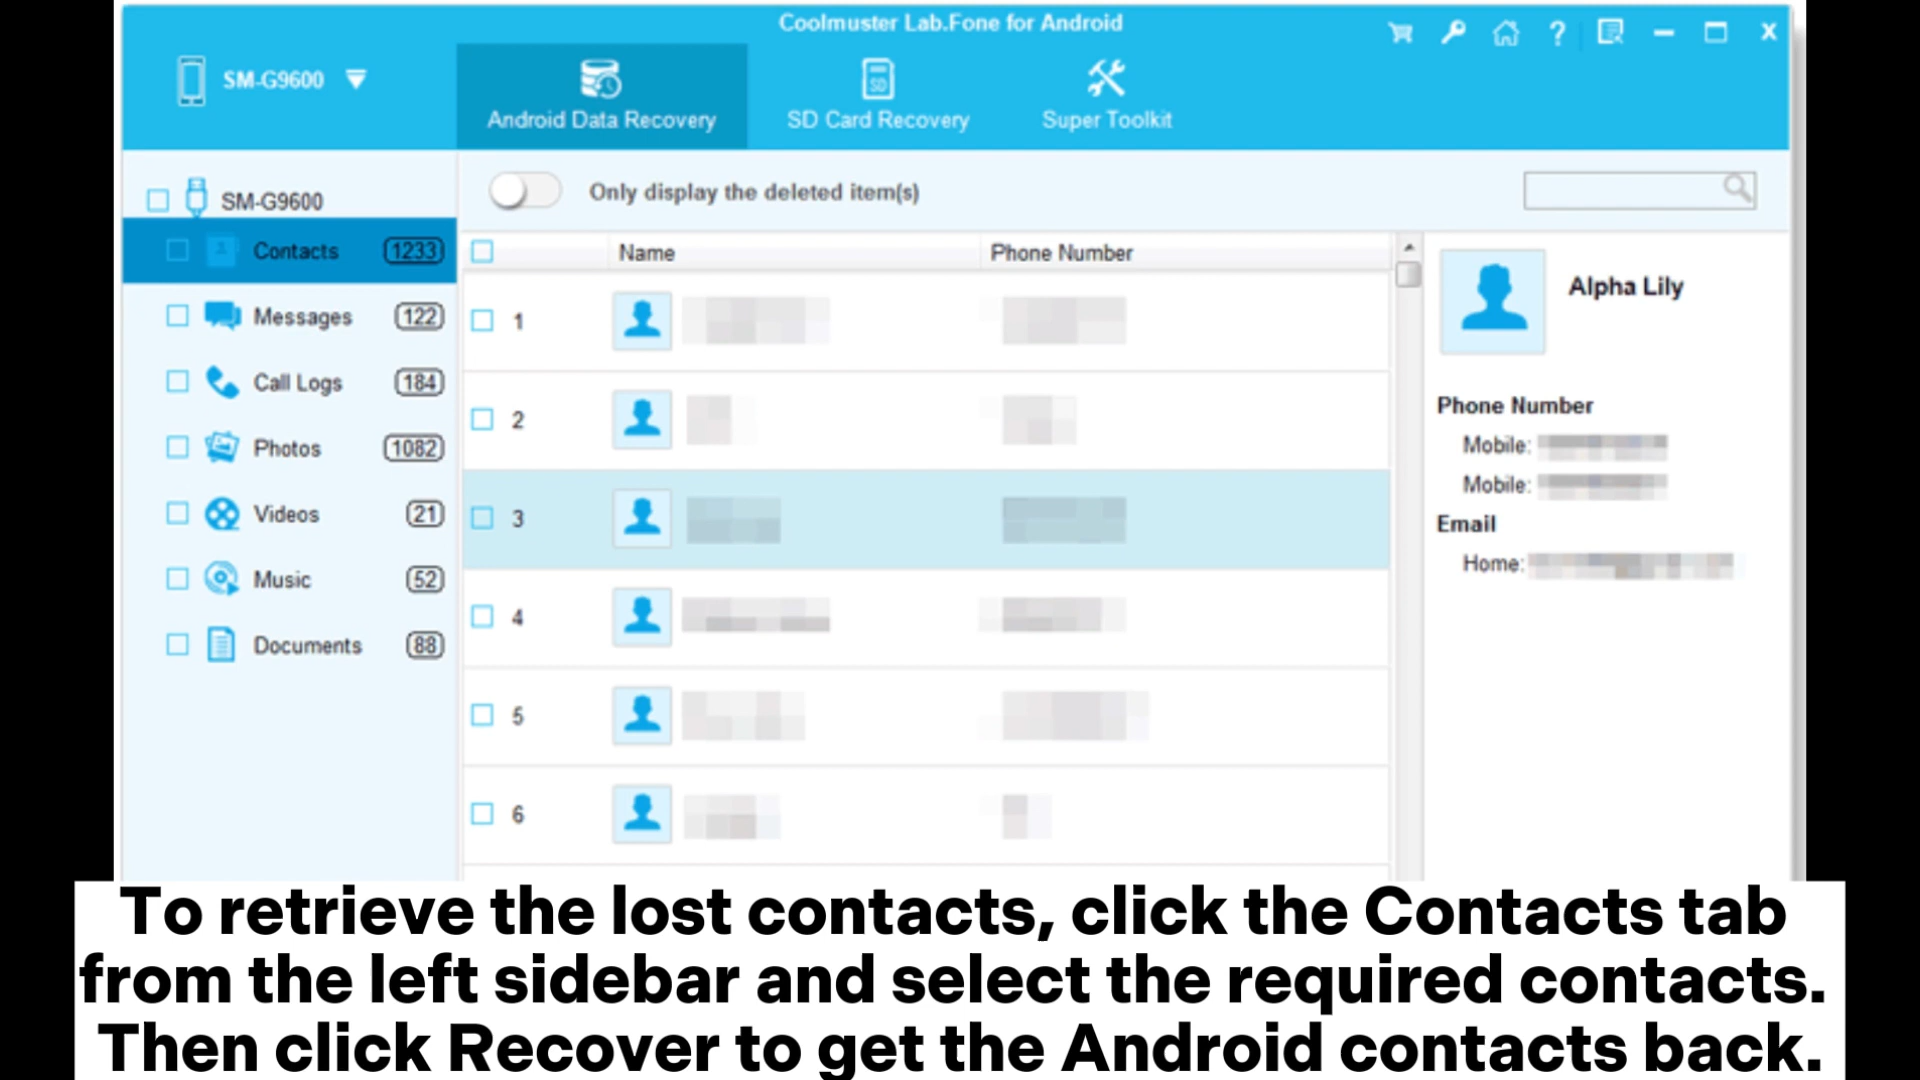 Coolmuster Lab.Fone for Android
SM-G9600
Android Data Recovery
SD
SD Card Recovery
Super Toolkit
?
X
SM-G9600
Only display the deleted item(s)
Contacts 1233
Messages 122
Call Logs 184
Photos 1082
Videos 21
Music 52
Documents 88
Name Phone Number
1
2
3
4
5
6
Alpha Lily
Phone Number
Mobile:
Mobile:
Email
Home:
To retrieve the lost contacts, click the Contacts tab
from the left sidebar and select the required contacts.
Then click Recover to get the Android contacts back.